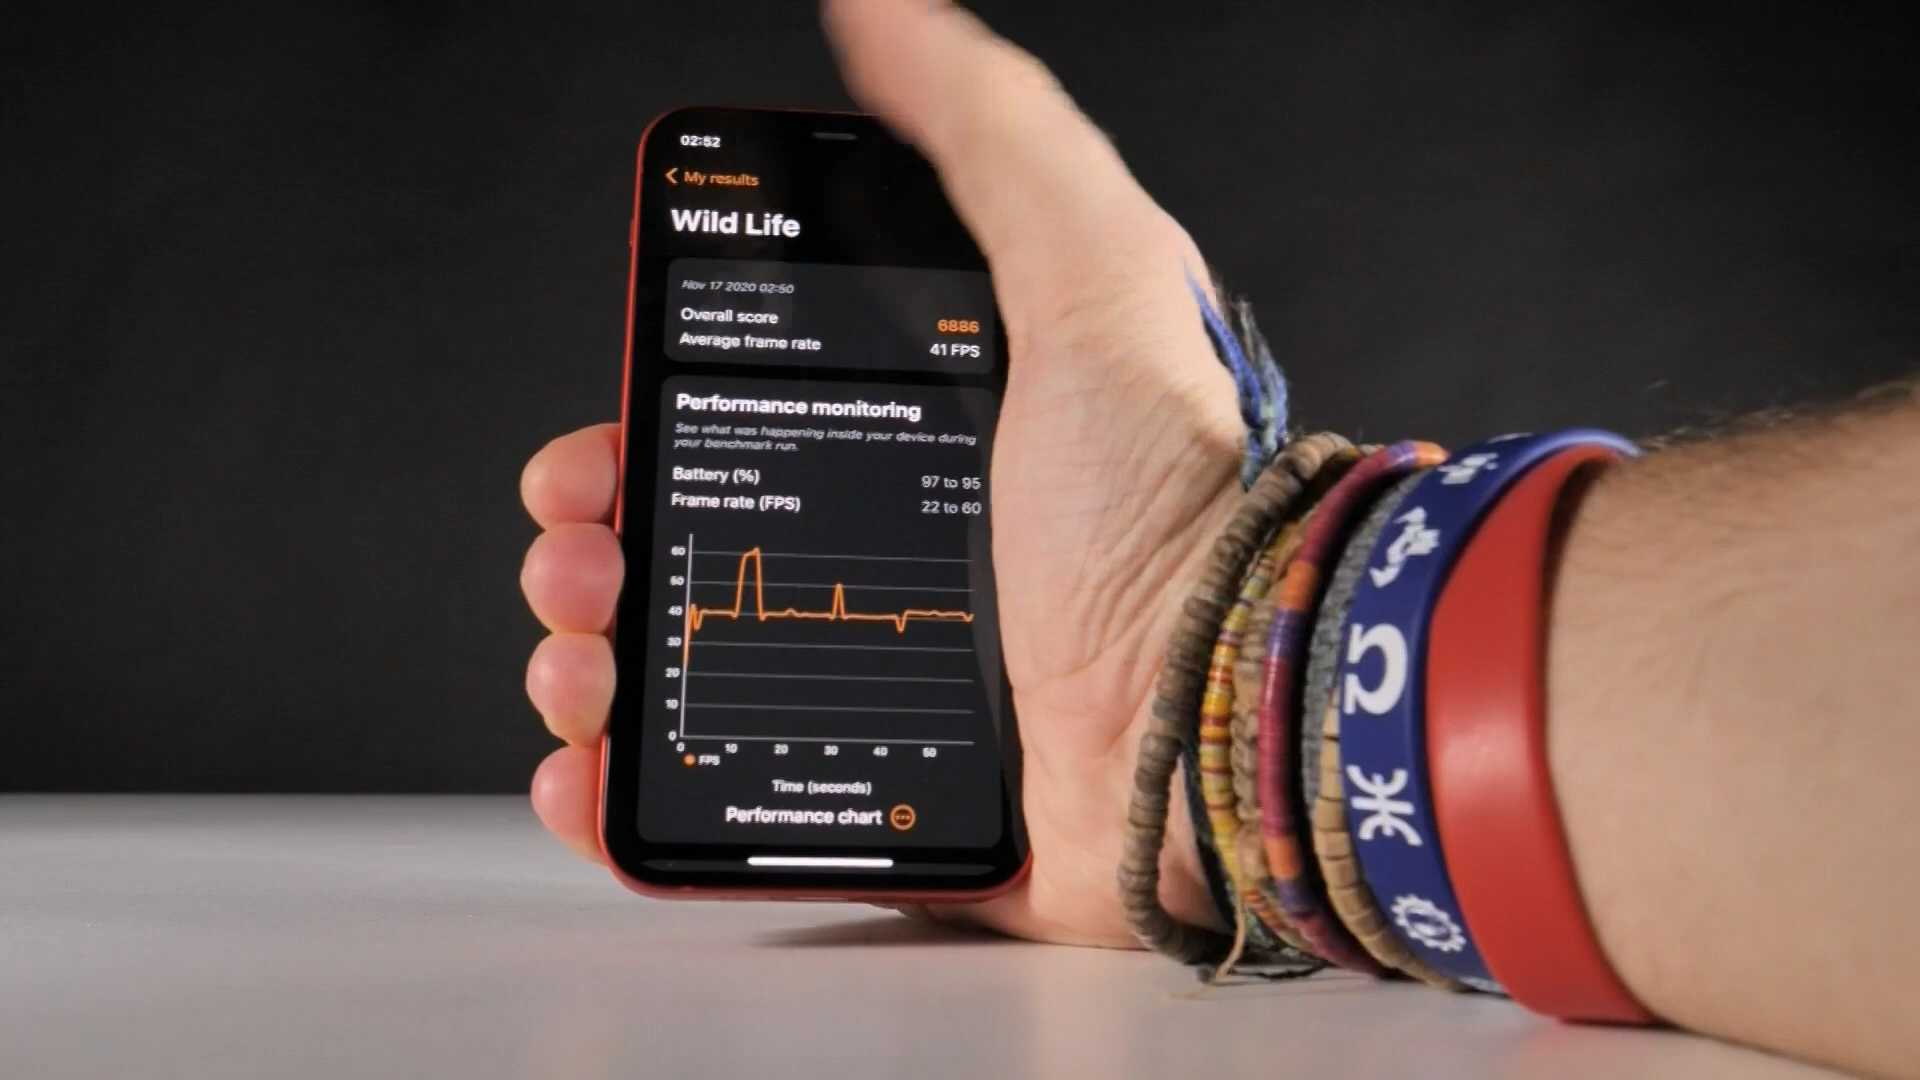 02:52
My results
Wild Life
Nov 17 2020 02:50
Overall score 6886
Average frame rate 41 FPS
Performance monitoring
See what was happening inside your device during
your benchmark run.
Battery (%) 97 to 95
Frame rate (FPS) 22 to 60
60
50
40
30
20
10
0
0 10 20 30 40 50
FPS
Time (seconds)
Performance chart
Ω
Ж